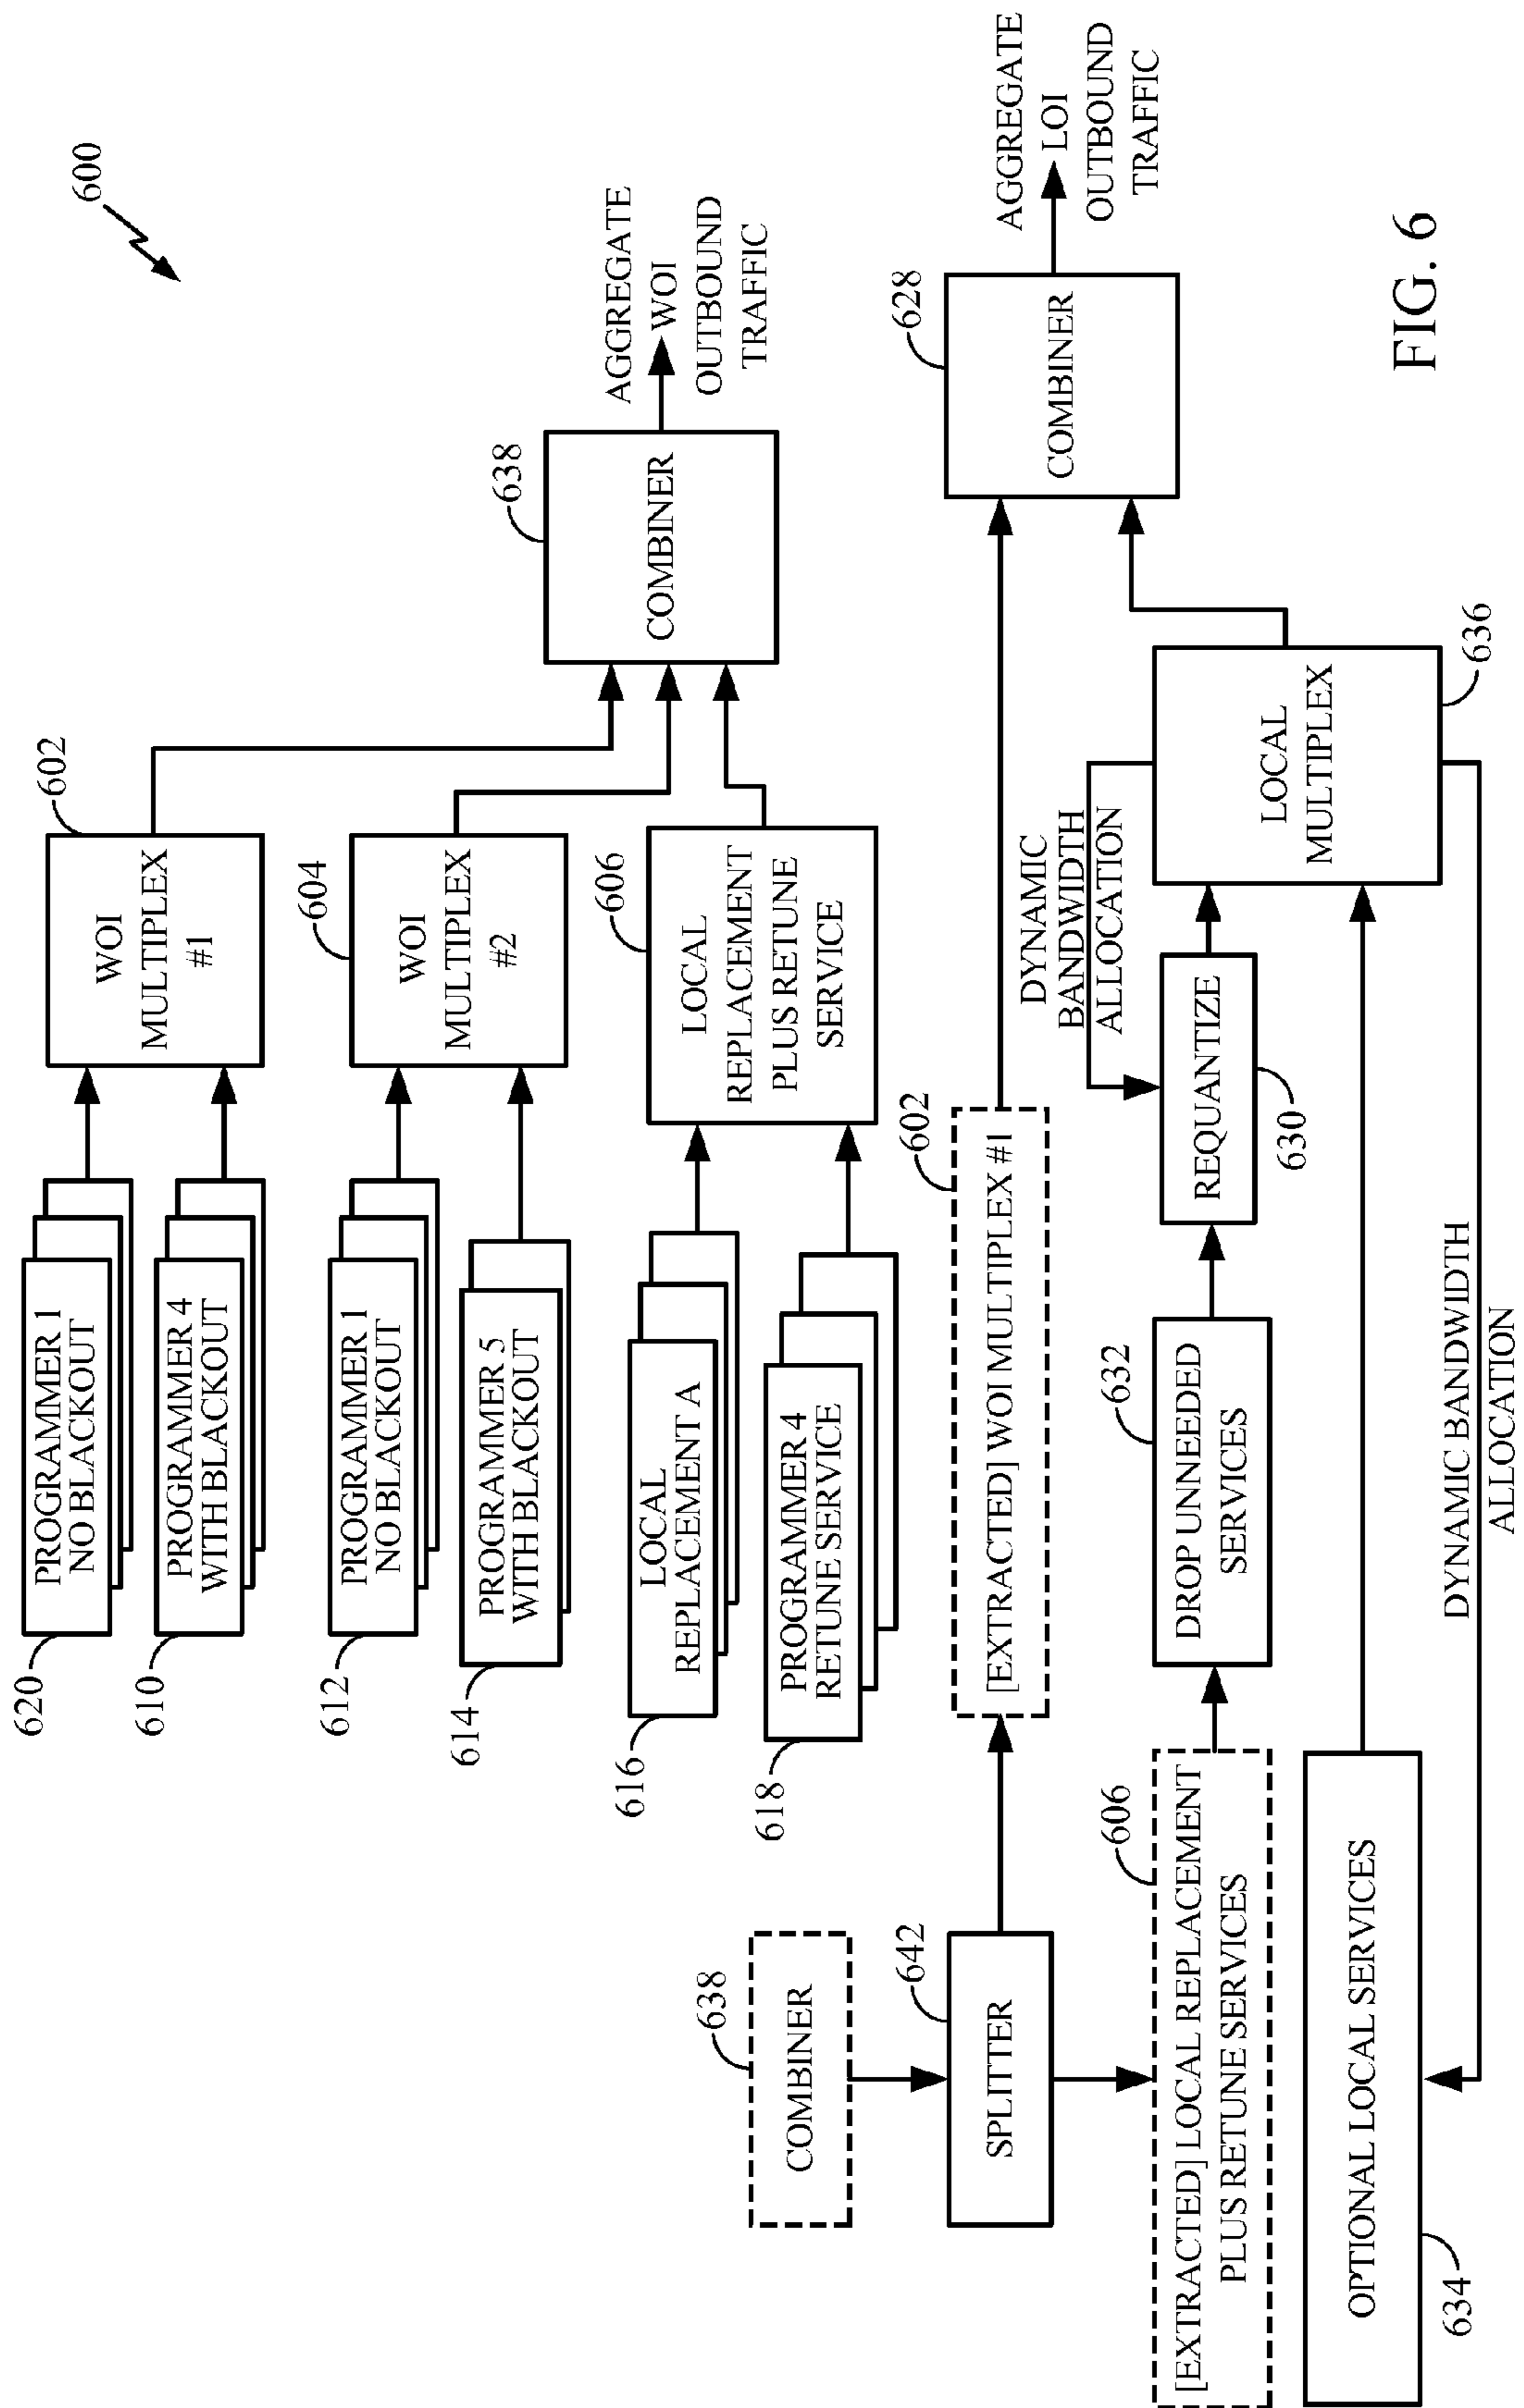 600
620
PROGRAMMER 1
NO BLACKOUT
610
PROGRAMMER 4
WITH BLACKOUT
602
WOI
MULTIPLEX
#1
612
PROGRAMMER 1
NO BLACKOUT
614
PROGRAMMER 5
WITH BLACKOUT
604
WOI
MULTIPLEX
#2
616
LOCAL
REPLACEMENT A
618
PROGRAMMER 4
RETUNE SERVICE
606
LOCAL
REPLACEMENT
PLUS RETUNE
SERVICE
638
COMBINER
AGGREGATE
WOI
OUTBOUND
TRAFFIC
638
COMBINER
642
SPLITTER
602
[EXTRACTED] WOI MULTIPLEX #1
628
COMBINER
AGGREGATE
LOI
OUTBOUND
TRAFFIC
606
[EXTRACTED] LOCAL REPLACEMENT
PLUS RETUNE SERVICES
632
DROP UNNEEDED
SERVICES
REQUANTIZE
630
DYNAMIC
BANDWIDTH
ALLOCATION
LOCAL
MULTIPLEX
636
OPTIONAL LOCAL SERVICES
634
DYNAMIC BANDWIDTH
ALLOCATION
FIG. 6